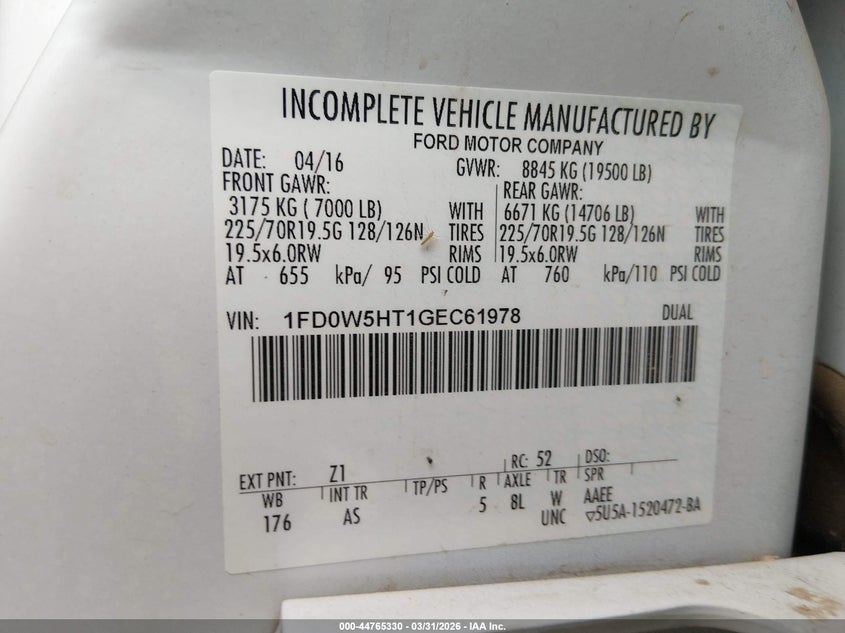 INCOMPLETE VEHICLE MANUFACTURED BY
FORD MOTOR COMPANY
DATE: 04/16 GVWR: 8845 KG (19500 LB)
FRONT GAWR: REAR GAWR:
3175 KG ( 7000 LB) WITH 6671 KG (14706 LB) WITH
225/70R19.5G 128/126N TIRES 225/70R19.5G 128/126N TIRES
19.5x6.0RW RIMS 19.5x6.0RW RIMS
AT 655 kPa/ 95 PSI COLD AT 760 kPa/110 PSI COLD
VIN: 1FD0W5HT1GEC61978 DUAL
EXT PNT: Z1 RC: 52 DSO:
WB INT TR TP/PS R AXLE TR SPR
176 AS 5 8L W AAEE
UNC ▽5U5A-1520472-BA
000-44765330 - 03/31/2026 - IAA Inc.